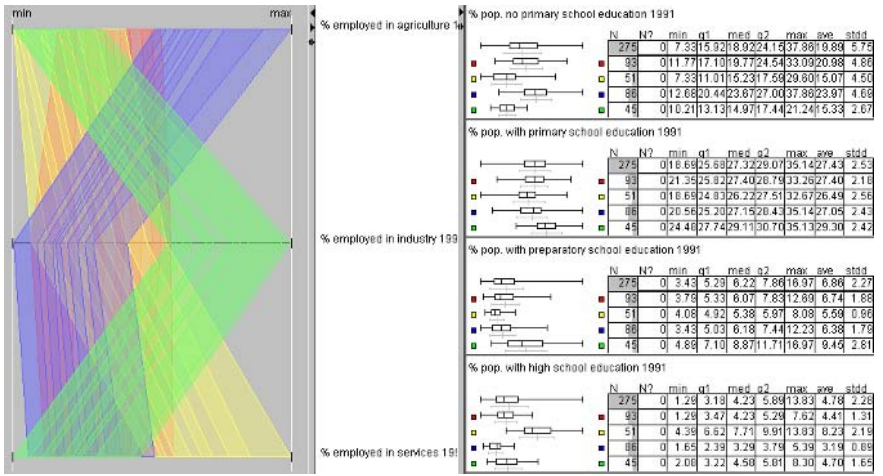 min max
% employed in agriculture 1
% employed in industry 199
% employed in services 199
% pop. no primary school education 1991
N N? min q1 med q2 max ave stdd
275 0 7.33 15.92 18.92 24.15 37.86 19.89 5.75
93 0 11.77 17.10 19.77 24.54 33.09 20.98 4.86
51 0 7.33 11.01 15.23 17.59 29.60 15.07 4.50
86 0 12.68 20.44 23.67 27.00 37.86 23.97 4.69
45 0 10.21 13.13 14.97 17.44 21.24 15.33 2.67
% pop. with primary school education 1991
N N? min q1 med q2 max ave stdd
275 0 18.69 25.68 27.32 29.07 35.14 27.43 2.53
93 0 21.35 25.82 27.40 28.79 33.26 27.40 2.18
51 0 18.69 24.83 26.22 27.51 32.67 26.49 2.56
86 0 20.56 25.20 27.15 28.43 35.14 27.05 2.43
45 0 24.48 27.74 29.11 30.70 35.13 29.30 2.42
% pop. with preparatory school education 1991
N N? min q1 med q2 max ave stdd
275 0 3.43 5.29 6.22 7.86 16.97 6.86 2.27
93 0 3.79 5.33 6.07 7.83 12.69 6.74 1.88
51 0 4.08 4.92 5.38 5.97 8.08 5.59 0.96
86 0 3.43 5.03 6.18 7.44 12.23 6.38 1.79
45 0 4.89 7.10 8.87 11.71 16.97 9.45 2.81
% pop. with high school education 1991
N N? min q1 med q2 max ave stdd
275 0 1.29 3.18 4.23 5.89 13.83 4.78 2.28
93 0 1.29 3.47 4.23 5.29 7.62 4.41 1.31
51 0 4.39 6.62 7.71 9.91 13.83 8.23 2.19
86 0 1.65 2.39 3.29 3.79 5.39 3.19 0.89
45 0 2.08 3.22 4.58 5.81 8.30 4.70 1.65